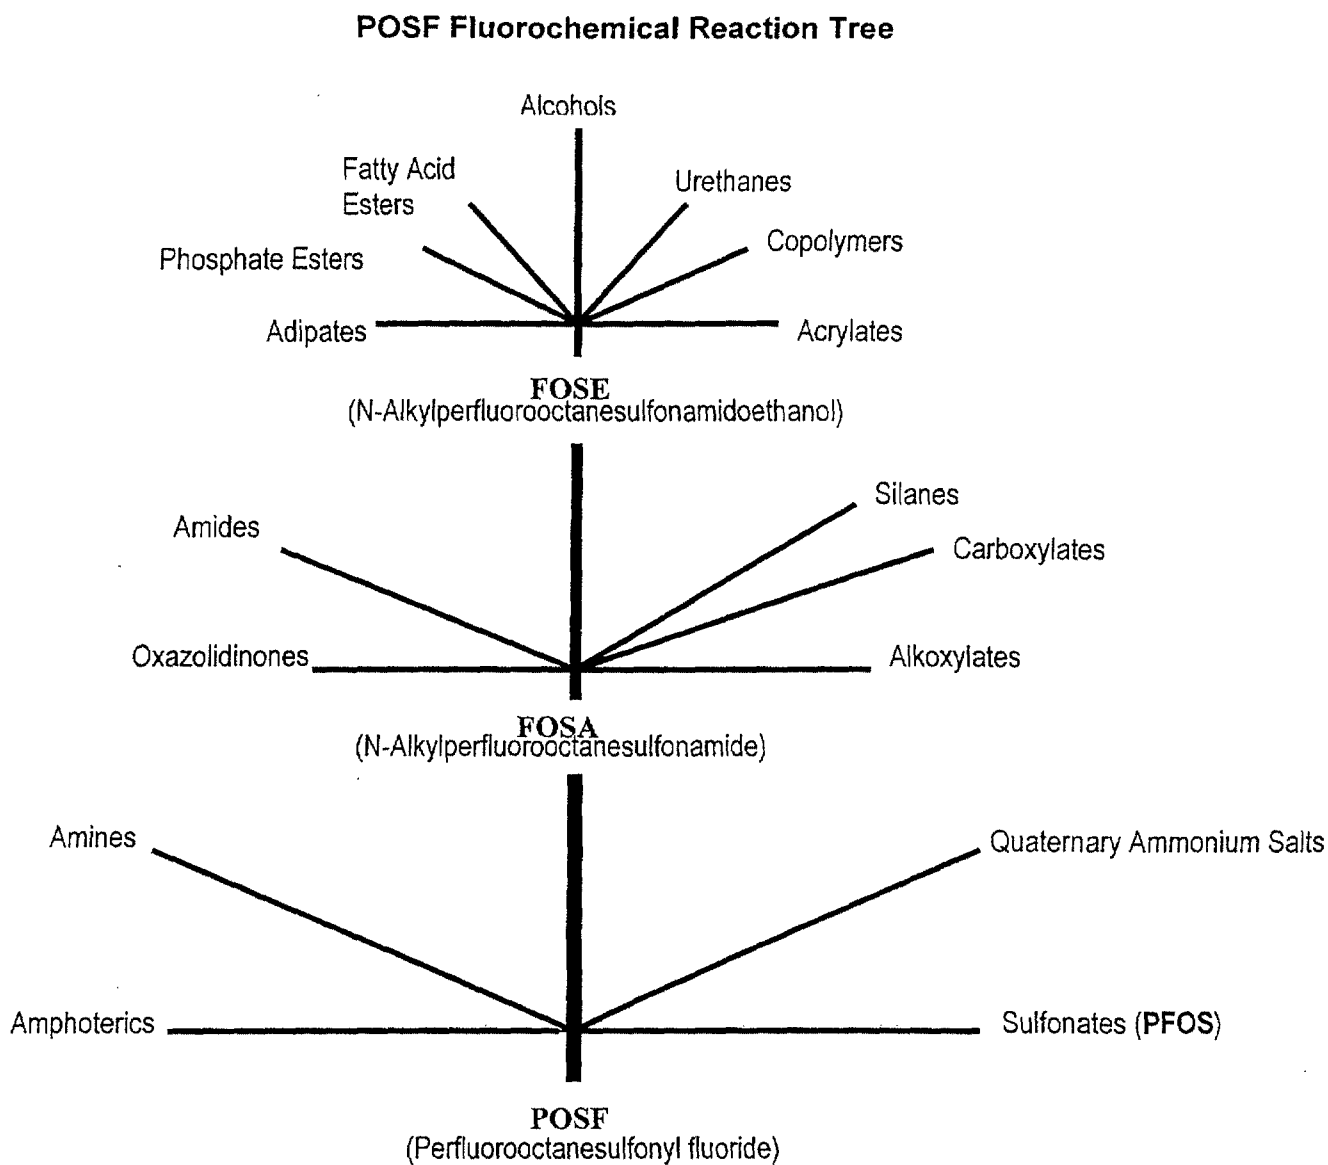 POSF Fluorochemical Reaction Tree
Alcohols
Fatty Acid
Esters
Urethanes
Phosphate Esters
Copolymers
Adipates
Acrylates
FOSE
(N-Alkylperfluorooctanesulfonamidoethanol)
Amides
Silanes
Carboxylates
Oxazolidinones
Alkoxylates
FOSA
(N-Alkylperfluorooctanesulfonamide)
Amines
Quaternary Ammonium Salts
Amphoterics
Sulfonates (PFOS)
POSF
(Perfluorooctanesulfonyl fluoride)